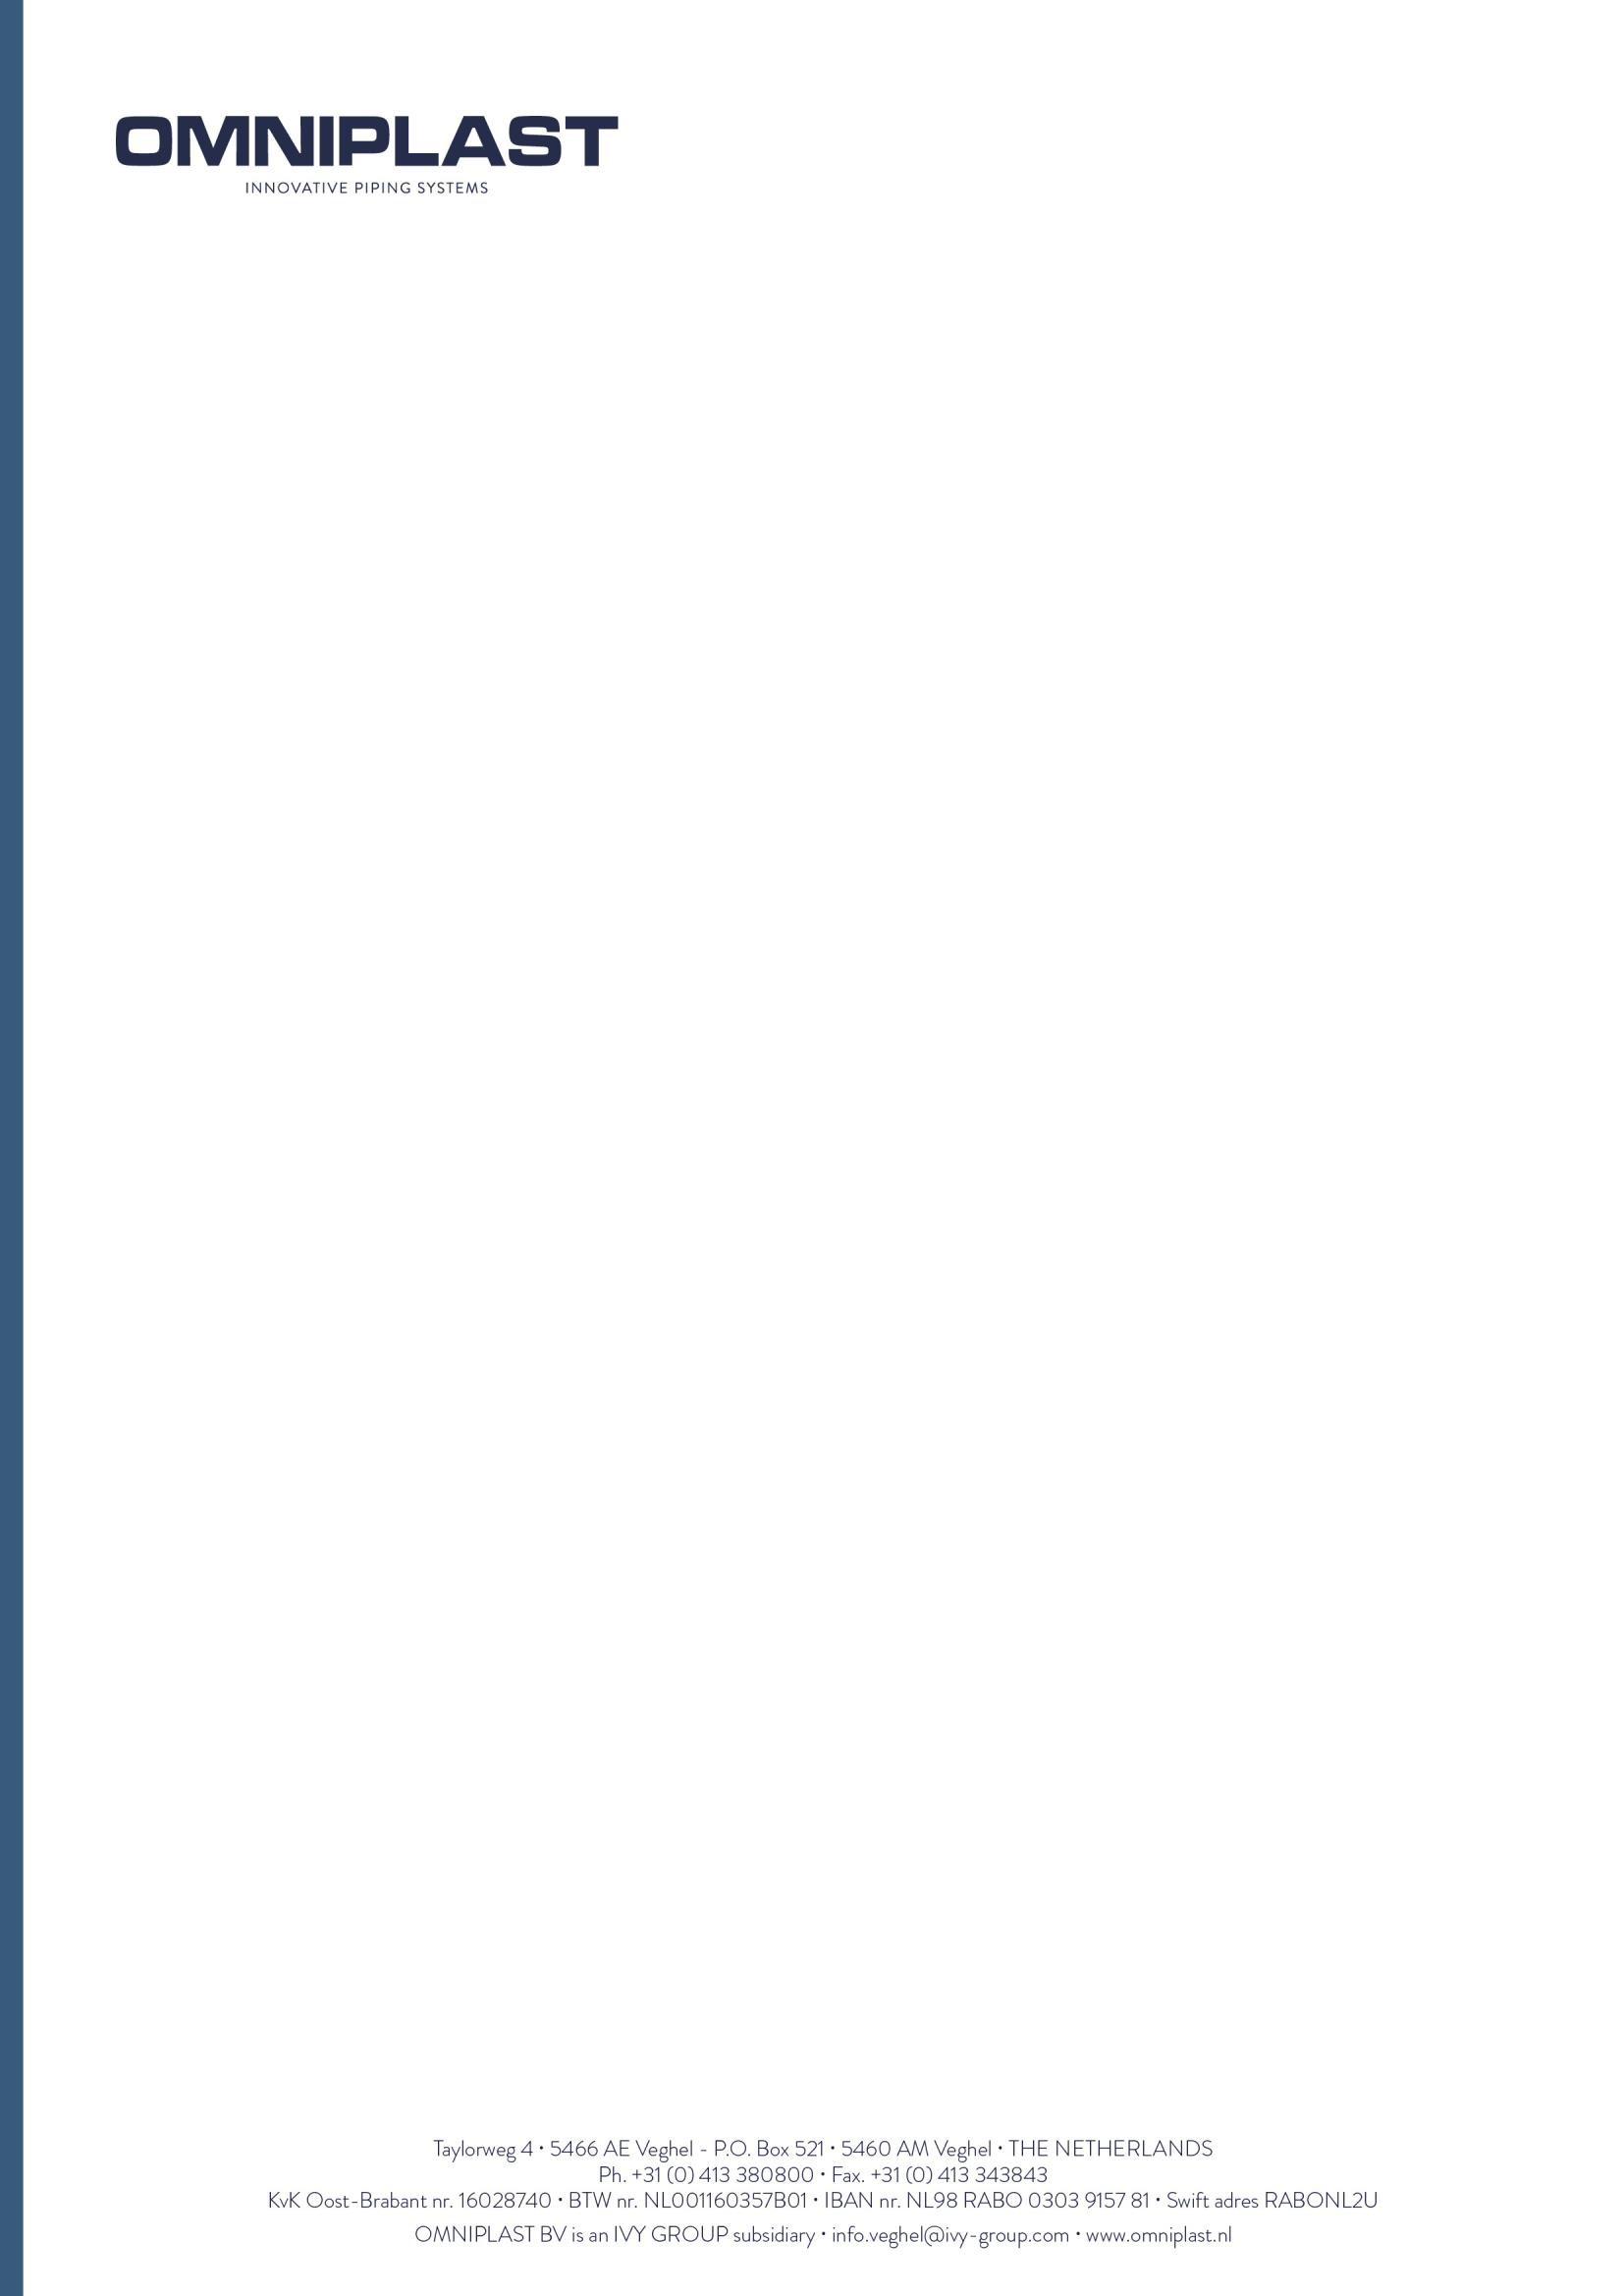 OMNIPLAST
INNOVATIVE PIPING SYSTEMS
Taylorweg 4 • 5466 AE Veghel - P.O. Box 521 • 5460 AM Veghel • THE NETHERLANDS
Ph. +31 (0) 413 380800 • Fax. +31 (0) 413 343843
KvK Oost-Brabant nr. 16028740 • BTW nr. NL001160357B01 • IBAN nr. NL98 RABO 0303 9157 81 • Swift adres RABONL2U
OMNIPLAST BV is an IVY GROUP subsidiary • info.veghel@ivy-group.com • www.omniplast.nl